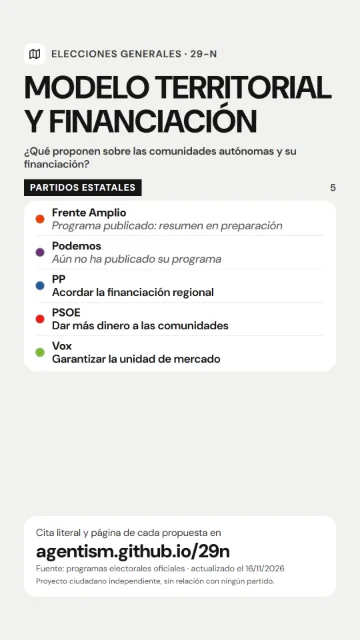 ELECCIONES GENERALES · 29-N
MODELO TERRITORIAL
Y FINANCIACIÓN
¿Qué proponen sobre las comunidades autónomas y su
financiación?
PARTIDOS ESTATALES 5
Frente Amplio
Programa publicado: resumen en preparación
Podemos
Aún no ha publicado su programa
PP
Acordar la financiación regional
PSOE
Dar más dinero a las comunidades
Vox
Garantizar la unidad de mercado
Cita literal y página de cada propuesta en
agentism.github.io/29n
Fuente: programas electorales oficiales · actualizado el 16/11/2026
Proyecto ciudadano independiente, sin relación con ningún partido.